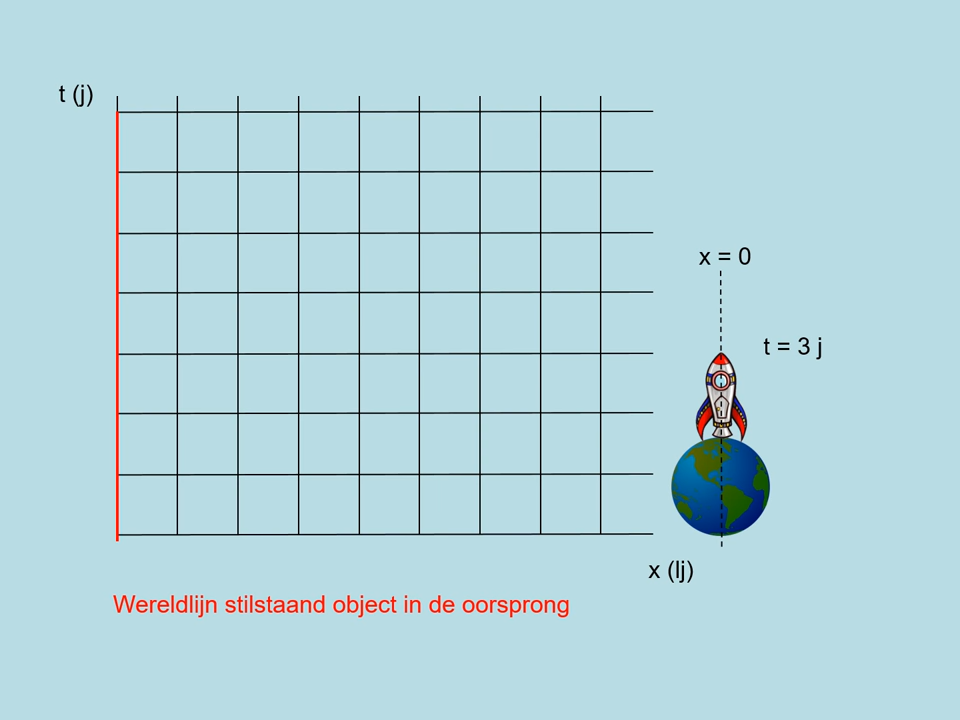 t (j)
x = 0
t = 3 j
x (lj)
Wereldlijn stilstaand object in de oorsprong